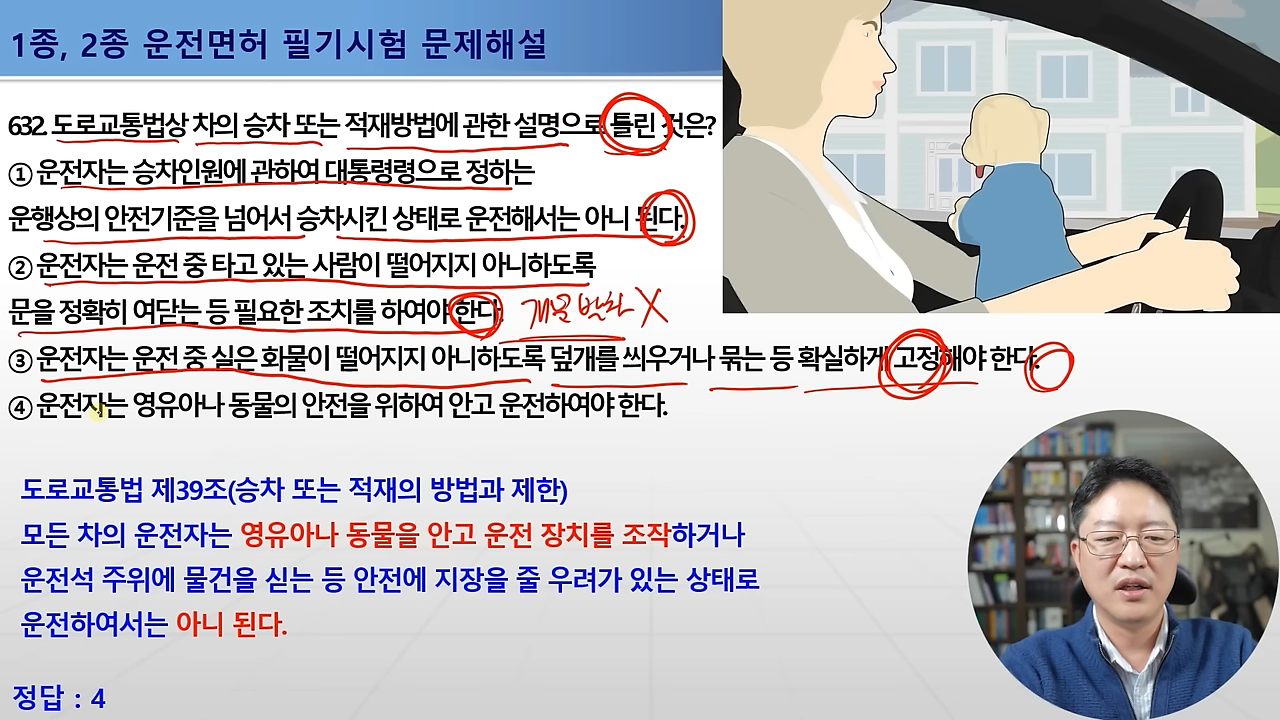 1종, 2종 운전면허 필기시험 문제해설
632. 도로교통법상 차의 승차 또는 적재방법에 관한 설명으로 틀린 것은?
① 운전자는 승차인원에 관하여 대통령령으로 정하는
운행상의 안전기준을 넘어서 승차시킨 상태로 운전해서는 아니 된다.
② 운전자는 운전 중 타고 있는 사람이 떨어지지 아니하도록
문을 정확히 여닫는 등 필요한 조치를 하여야 한다. 개문발차 X
③ 운전자는 운전 중 실은 화물이 떨어지지 아니하도록 덮개를 씌우거나 묶는 등 확실하게 고정해야 한다.
④ 운전자는 영유아나 동물의 안전을 위하여 안고 운전하여야 한다.
도로교통법 제39조(승차 또는 적재의 방법과 제한)
모든 차의 운전자는 영유아나 동물을 안고 운전 장치를 조작하거나
운전석 주위에 물건을 싣는 등 안전에 지장을 줄 우려가 있는 상태로
운전하여서는 아니 된다.
정답 : 4